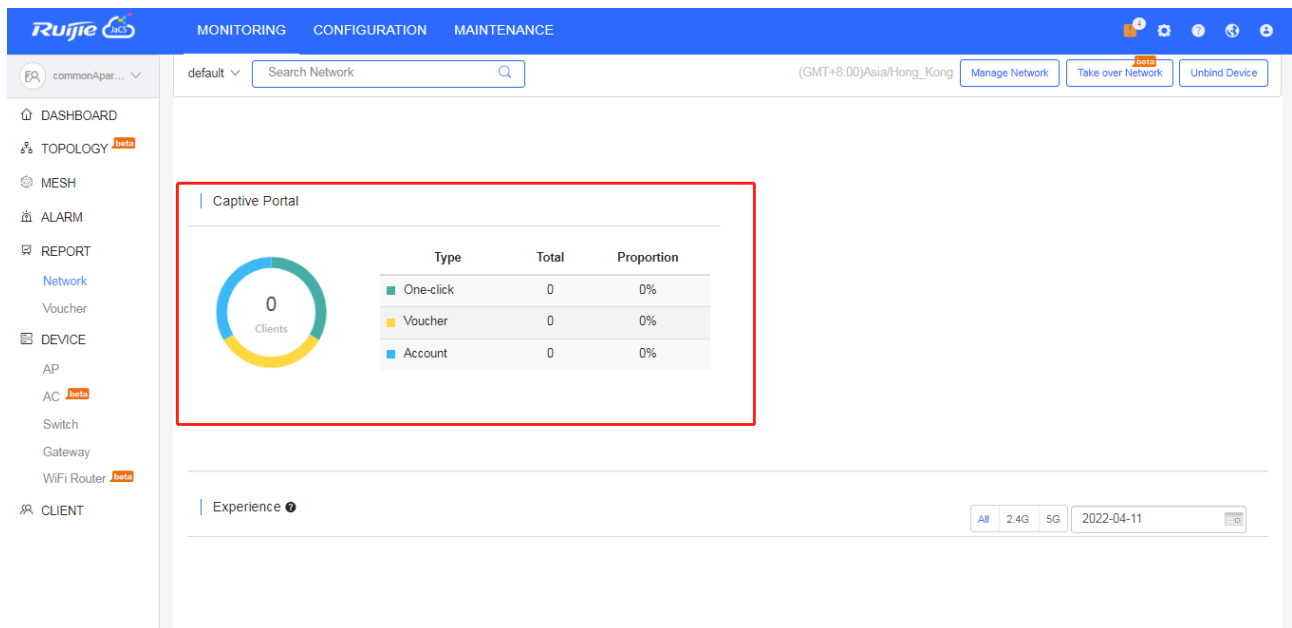 Ruijie JaCS MONITORING CONFIGURATION MAINTENANCE 4
commonApar... default Search Network (GMT+8:00)Asia/Hong_Kong Manage Network Take over Network beta Unbind Device
DASHBOARD
TOPOLOGY beta
MESH
ALARM
REPORT
Network
Voucher
DEVICE
AP
AC beta
Switch
Gateway
WiFi Router beta
CLIENT
Captive Portal
0
Clients
Type Total Proportion
One-click 0 0%
Voucher 0 0%
Account 0 0%
Experience
All 2.4G 5G 2022-04-11